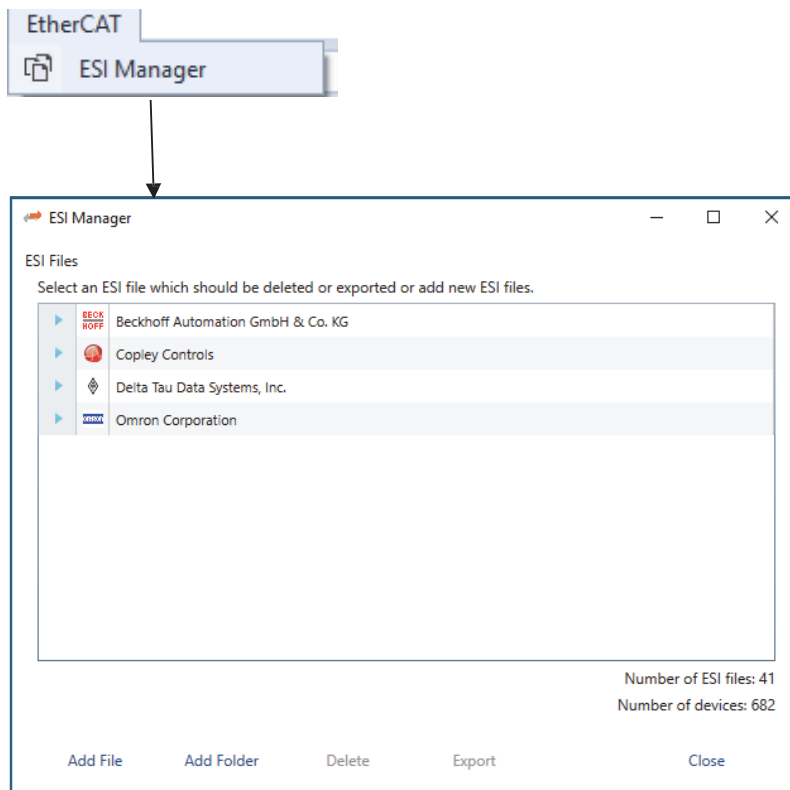 EtherCAT
ESI Manager
ESI Manager
ESI Files
Select an ESI file which should be deleted or exported or add new ESI files.
BECK
HOFF
Beckhoff Automation GmbH & Co. KG
Copley Controls
Delta Tau Data Systems, Inc.
OMRON
Omron Corporation
Number of ESI files: 41
Number of devices: 682
Add File Add Folder Delete Export Close